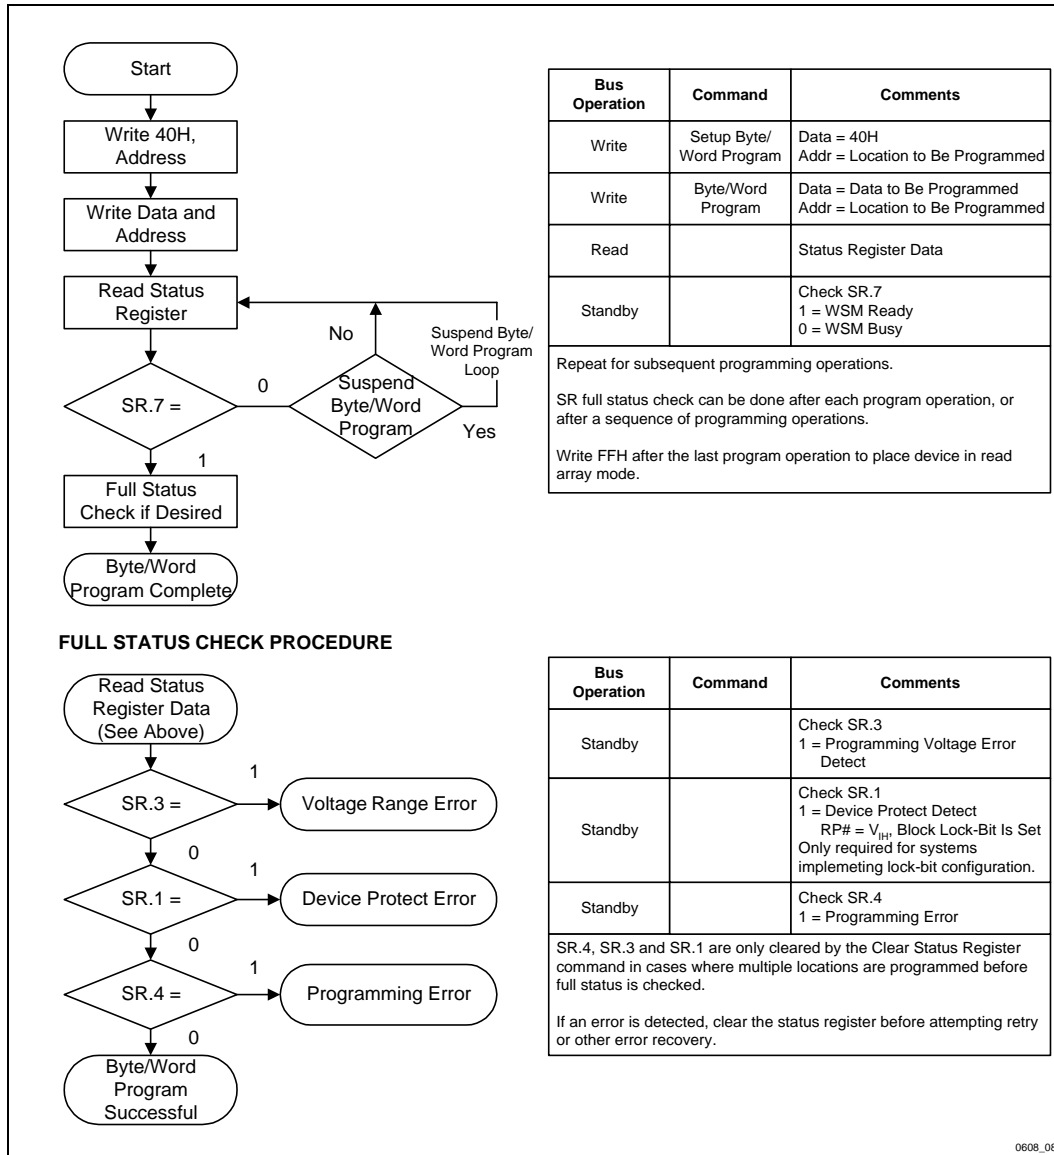 Start
Write 40H,
Address
Write Data and
Address
Read Status
Register
No
Suspend Byte/
Word Program
Loop
SR.7 =
0
Suspend
Byte/Word
Program
Yes
1
Full Status
Check if Desired
Byte/Word
Program Complete
Bus
Operation
Command
Comments
Write
Setup Byte/
Word Program
Data = 40H
Addr = Location to Be Programmed
Write
Byte/Word
Program
Data = Data to Be Programmed
Addr = Location to Be Programmed
Read
Status Register Data
Standby
Check SR.7
1 = WSM Ready
0 = WSM Busy
Repeat for subsequent programming operations.
SR full status check can be done after each program operation, or
after a sequence of programming operations.
Write FFH after the last program operation to place device in read
array mode.
FULL STATUS CHECK PROCEDURE
Read Status
Register Data
(See Above)
SR.3 =
1
Voltage Range Error
0
SR.1 =
1
Device Protect Error
0
SR.4 =
1
Programming Error
0
Byte/Word
Program
Successful
Bus
Operation
Command
Comments
Standby
Check SR.3
1 = Programming Voltage Error
Detect
Standby
Check SR.1
1 = Device Protect Detect
RP# = VIH, Block Lock-Bit Is Set
Only required for systems
implemeting lock-bit configuration.
Standby
Check SR.4
1 = Programming Error
SR.4, SR.3 and SR.1 are only cleared by the Clear Status Register
command in cases where multiple locations are programmed before
full status is checked.
If an error is detected, clear the status register before attempting retry
or other error recovery.
0608_08